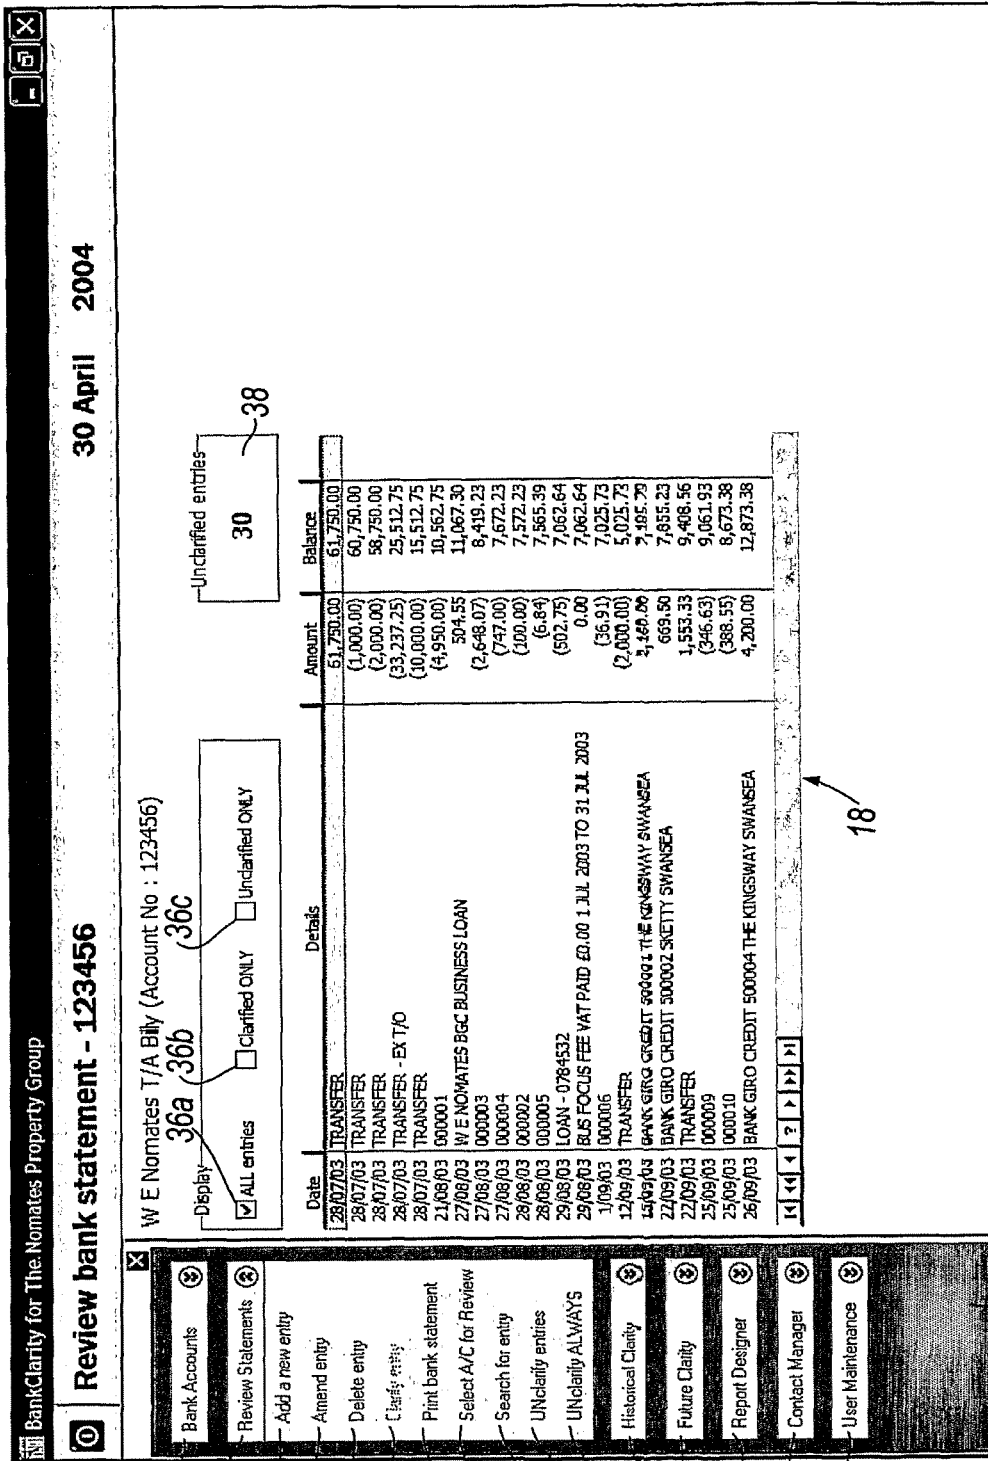 BankClarity for The Nomates Property Group
Review bank statement - 123456 30 April 2004
Bank Accounts
Review Statements
Add a new entry
Amend entry
Delete entry
Clarify entry
Print bank statement
Select A/C for Review
Search for entry
UNclarify entries
UNclarify ALWAYS
Historical Clarity
Future Clarity
Report Designer
Contact Manager
User Maintenance
W E Nomates T/A Billy (Account No : 123456)
36a 36b 36c
Display
ALL entries Clarified ONLY Unclarified ONLY
Unclarified entries
30
38
Date Details Amount Balance
28/07/03 TRANSFER 61,750.00 61,750.00
28/07/03 TRANSFER (1,000.00) 60,750.00
28/07/03 TRANSFER (2,000.00) 58,750.00
28/07/03 TRANSFER - EX T/O (33,237.25) 25,512.75
28/07/03 TRANSFER (10,000.00) 15,512.75
21/08/03 000001 (4,950.00) 10,562.75
27/08/03 W E NOMATES BGC BUSINESS LOAN 504.55 11,067.30
27/08/03 000003 (2,648.07) 8,419.23
27/08/03 000004 (747.00) 7,672.23
28/08/03 000002 (100.00) 7,572.23
28/08/03 000005 (6.84) 7,565.39
29/08/03 LOAN - 0784532 (502.75) 7,062.64
29/08/03 BUS FOCUS FEE VAT PAID £0.00 1 JUL 2003 TO 31 JUL 2003 0.00 7,062.64
1/09/03 000006 (36.91) 7,025.73
12/09/03 TRANSFER (2,000.00) 5,025.73
BANK GIRO CREDIT 500001 THE KINGSWAY SWANSEA
22/09/03 BANK GIRO CREDIT 500002 SKETTY SWANSEA 669.50 7,855.23
22/09/03 TRANSFER 1,553.33 9,408.56
25/09/03 000009 (346.63) 9,061.93
25/09/03 000010 (388.55) 8,673.38
26/09/03 BANK GIRO CREDIT 500004 THE KINGSWAY SWANSEA 4,200.00 12,873.38
18